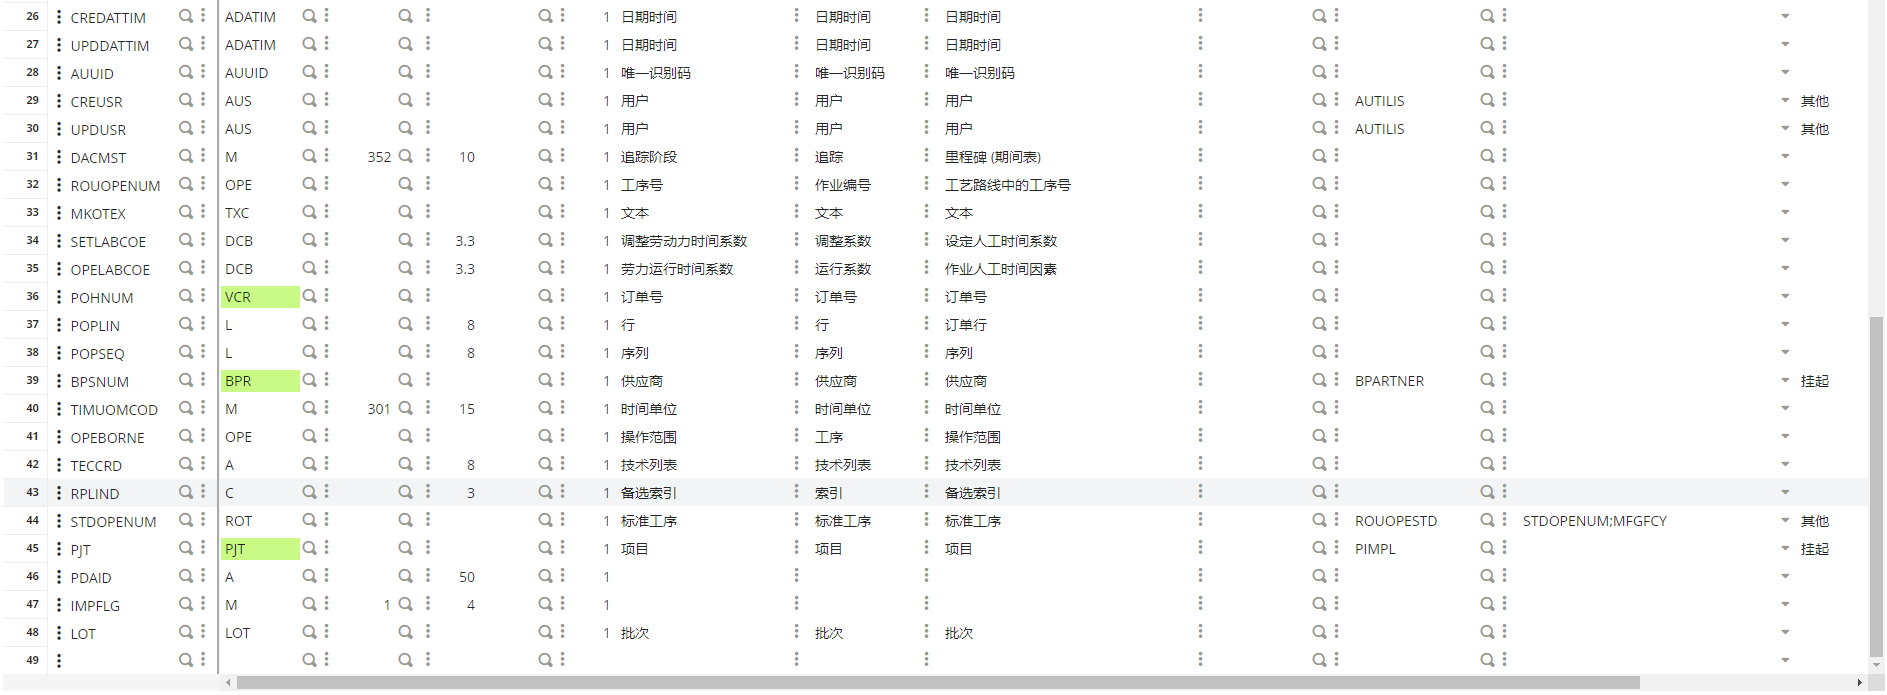 26 CREDATTIM ADATIM 1 日期时间 日期时间 日期时间
27 UPDDATTIM ADATIM 1 日期时间 日期时间 日期时间
28 AUUID AUUID 1 唯一识别码 唯一识别码 唯一识别码
29 CREUSR AUS 1 用户 用户 用户 AUTILIS 其他
30 UPDUSR AUS 1 用户 用户 用户 AUTILIS 其他
31 DACMST M 352 10 1 追踪阶段 追踪 里程碑 (期间表)
32 ROUOPENUM OPE 1 工序号 作业编号 工艺路线中的工序号
33 MKOTEX TXC 1 文本 文本 文本
34 SETLABCOE DCB 3.3 1 调整劳动力时间系数 调整系数 设定人工时间系数
35 OPELABCOE DCB 3.3 1 劳力运行时间系数 运行系数 作业人工时间因素
36 POHNUM VCR 1 订单号 订单号 订单号
37 POPLIN L 8 1 行 行 订单行
38 POPSEQ L 8 1 序列 序列 序列
39 BPSNUM BPR 1 供应商 供应商 供应商 BPARTNER 挂起
40 TIMUOMCOD M 301 15 1 时间单位 时间单位 时间单位
41 OPEBORNE OPE 1 操作范围 工序 操作范围
42 TECCRD A 8 1 技术列表 技术列表 技术列表
43 RPLIND C 3 1 备选索引 索引 备选索引
44 STDOPENUM ROT 1 标准工序 标准工序 标准工序 ROUOPESTD STDOPENUM;MFGFCY 其他
45 PJT PJT 1 项目 项目 项目 PIMPL 挂起
46 PDAID A 50 1
47 IMPFLG M 1 4 1
48 LOT LOT 1 批次 批次 批次
49